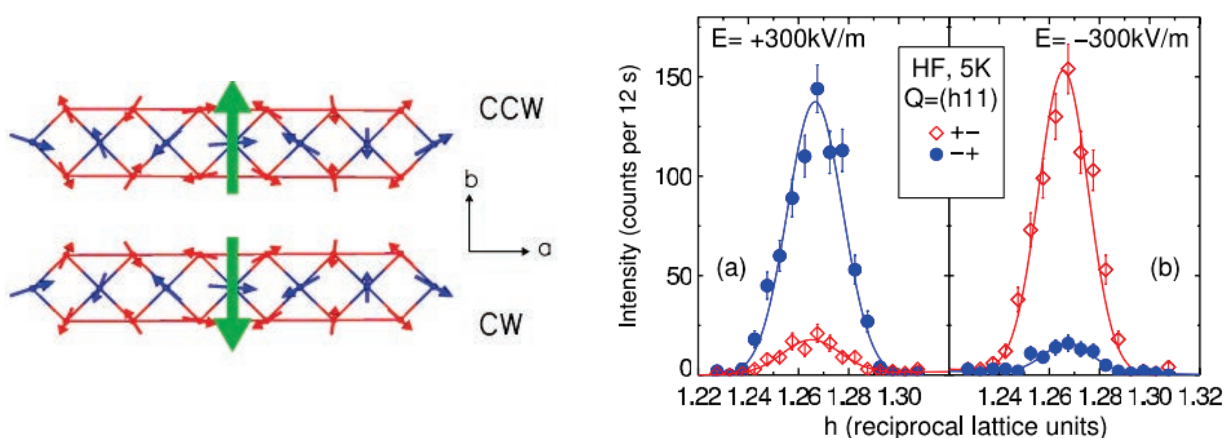 CCW
b
a
CW
Intensity (counts per 12 s)
150
100
50
0
E= +300kV/m
E= −300kV/m
HF, 5K
Q=(h11)
+−
−+
(a)
(b)
1.22 1.24 1.26 1.28 1.30
1.24 1.26 1.28 1.30 1.32
h (reciprocal lattice units)